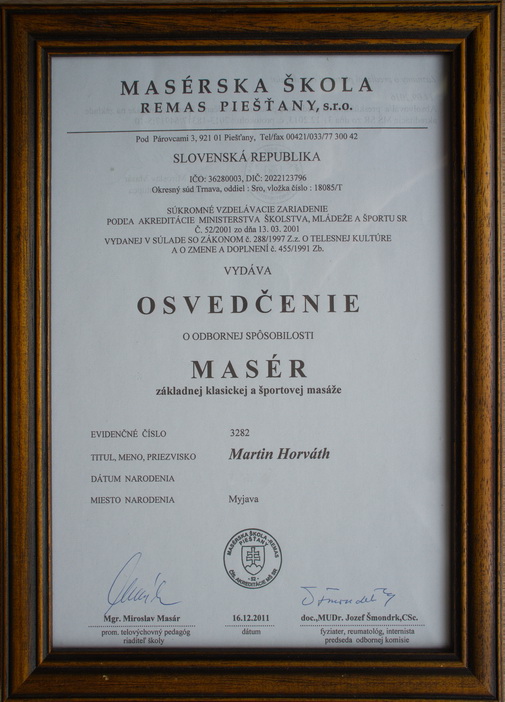 MASÉRSKA ŠKOLA
REMAS PIEŠŤANY, s.r.o.
Pod Párovcami 3, 921 01 Piešťany, Tel/fax 00421/033/77 300 42
SLOVENSKÁ REPUBLIKA
IČO: 36280003, DIČ: 2022123796
Okresný súd Trnava, oddiel : Sro, vložka číslo : 18085/T
SÚKROMNÉ VZDELÁVACIE ZARIADENIE
PODĽA AKREDITÁCIE MINISTERSTVA ŠKOLSTVA, MLÁDEŽE A ŠPORTU SR
Č. 52/2001 zo dňa 13. 03. 2001
VYDANEJ V SÚLADE SO ZÁKONOM č. 288/1997 Z.z. O TELESNEJ KULTÚRE
A O ZMENE A DOPLNENÍ č. 455/1991 Zb.
VYDÁVA
OSVEDČENIE
O ODBORNEJ SPÔSOBILOSTI
MASÉR
základnej klasickej a športovej masáže
EVIDENČNÉ ČÍSLO 3282
TITUL, MENO, PRIEZVISKO Martin Horváth
DÁTUM NARODENIA
MIESTO NARODENIA Myjava
MASÉRSKA ŠKOLA REMAS
PIEŠŤANY
Mgr. Miroslav Masár 16.12.2011 doc.,MUDr. Jozef Šmondrk,CSc.
prom. telovýchovný pedagóg dátum fyziater, reumatológ, internista
riaditeľ školy predseda odbornej komisie